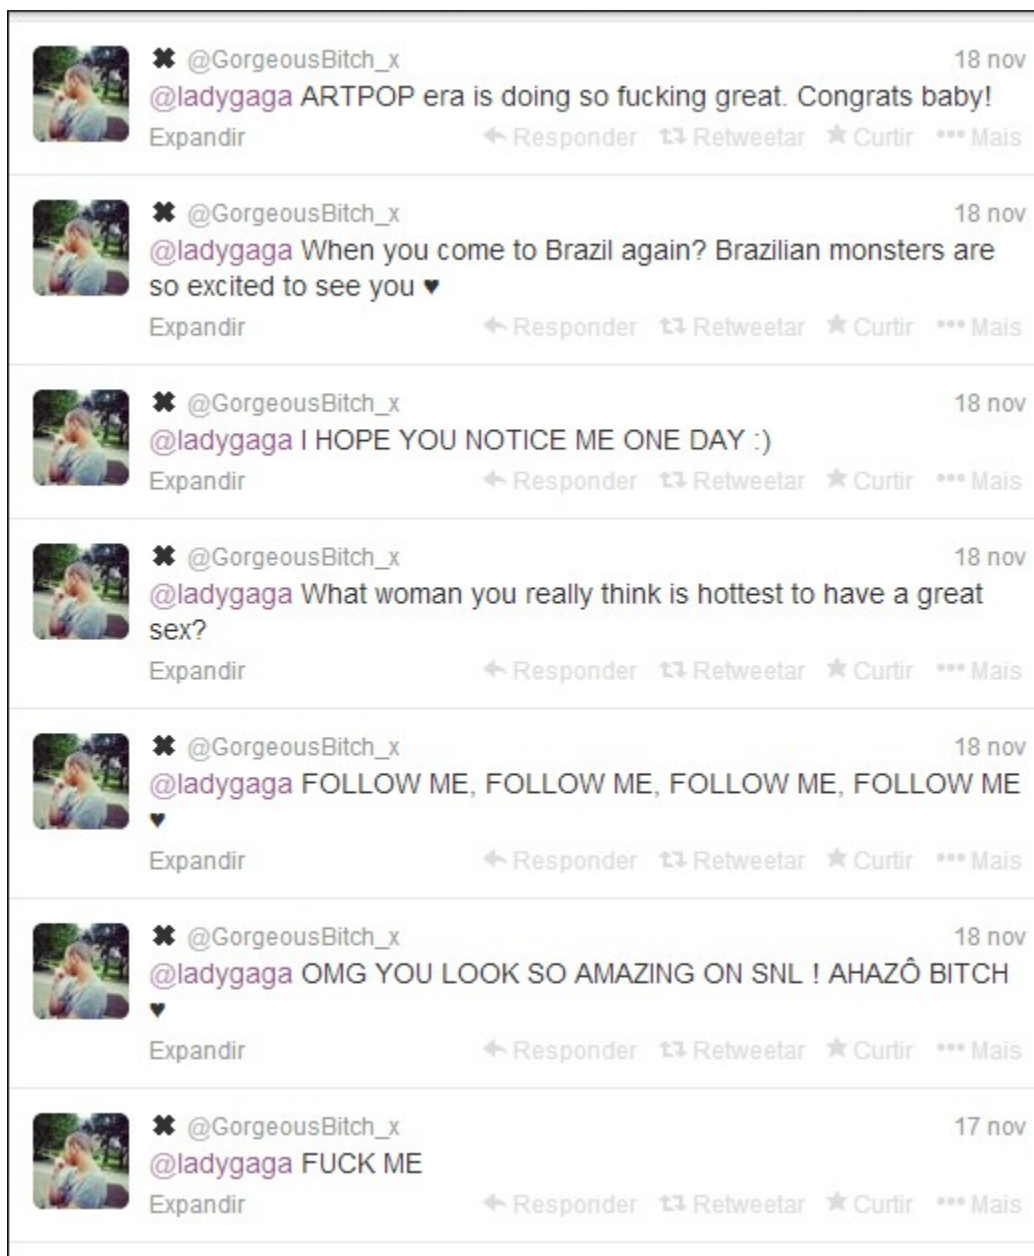 ✖ @GorgeousBitch_x 18 nov
@ladygaga ARTPOP era is doing so fucking great. Congrats baby!
Expandir Responder Retweetar Curtir Mais
✖ @GorgeousBitch_x 18 nov
@ladygaga When you come to Brazil again? Brazilian monsters are
so excited to see you ♥
Expandir Responder Retweetar Curtir Mais
✖ @GorgeousBitch_x 18 nov
@ladygaga I HOPE YOU NOTICE ME ONE DAY :)
Expandir Responder Retweetar Curtir Mais
✖ @GorgeousBitch_x 18 nov
@ladygaga What woman you really think is hottest to have a great
sex?
Expandir Responder Retweetar Curtir Mais
✖ @GorgeousBitch_x 18 nov
@ladygaga FOLLOW ME, FOLLOW ME, FOLLOW ME, FOLLOW ME
♥
Expandir Responder Retweetar Curtir Mais
✖ @GorgeousBitch_x 18 nov
@ladygaga OMG YOU LOOK SO AMAZING ON SNL ! AHAZÔ BITCH
♥
Expandir Responder Retweetar Curtir Mais
✖ @GorgeousBitch_x 17 nov
@ladygaga FUCK ME
Expandir Responder Retweetar Curtir Mais